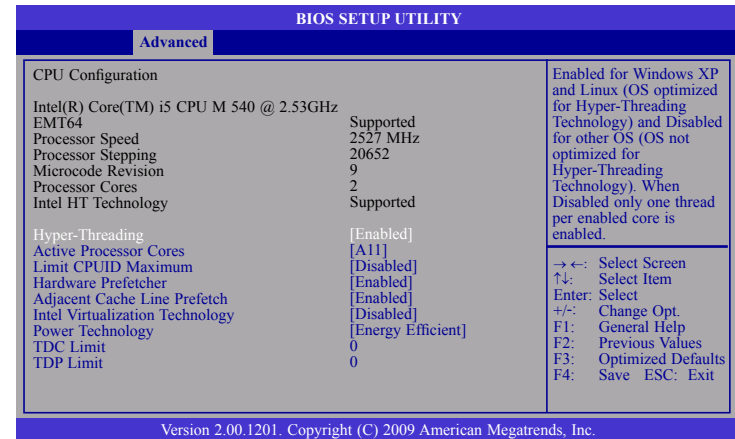 BIOS SETUP UTILITY
Advanced
CPU Configuration
Intel(R) Core(TM) i5 CPU M 540 @ 2.53GHz
EMT64 Supported
Processor Speed 2527 MHz
Processor Stepping 20652
Microcode Revision 9
Processor Cores 2
Intel HT Technology Supported
Hyper-Threading [Enabled]
Active Processor Cores [A11]
Limit CPUID Maximum [Disabled]
Hardware Prefetcher [Enabled]
Adjacent Cache Line Prefetch [Enabled]
Intel Virtualization Technology [Disabled]
Power Technology [Energy Efficient]
TDC Limit 0
TDP Limit 0
Enabled for Windows XP
and Linux (OS optimized
for Hyper-Threading
Technology) and Disabled
for other OS (OS not
optimized for
Hyper-Threading
Technology). When
Disabled only one thread
per enabled core is
enabled.
→←: Select Screen
↑↓: Select Item
Enter: Select
+/-: Change Opt.
F1: General Help
F2: Previous Values
F3: Optimized Defaults
F4: Save ESC: Exit
Version 2.00.1201. Copyright (C) 2009 American Megatrends, Inc.